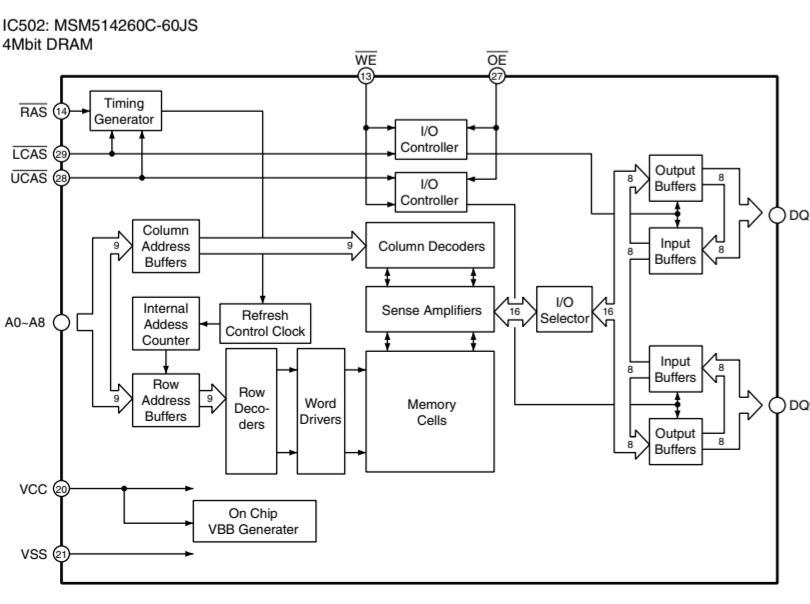 IC502: MSM514260C-60JS
4Mbit DRAM
WE
OE
13
27
RAS
14
Timing
Generator
I/O
Controller
LCAS
29
UCAS
28
I/O
Controller
Output
Buffers
8
8
DQ
Column
Address
Buffers
9
9
Column Decoders
Input
Buffers
8
8
A0~A8
Internal
Addess
Counter
Refresh
Control Clock
Sense Amplifiers
16
I/O
Selector
16
Row
Address
Buffers
9
9
Row
Deco-
ders
Word
Drivers
Memory
Cells
Input
Buffers
8
8
DQ
Output
Buffers
8
8
VCC
20
On Chip
VBB Generater
VSS
21